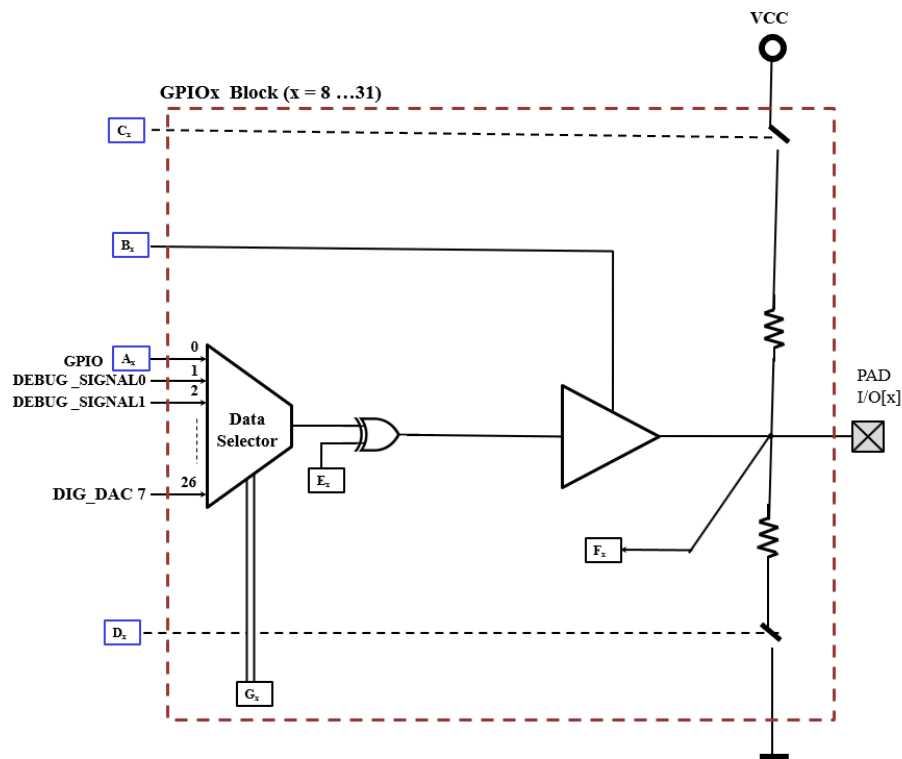 VCC
GPIOx Block (x = 8 …31)
Cx
Bx
0
GPIO Ax
1
DEBUG _SIGNAL0
2
DEBUG _SIGNAL1
Data
Selector
PAD
I/O[x]
Ex
26
DIG_DAC 7
Fx
Dx
Gx